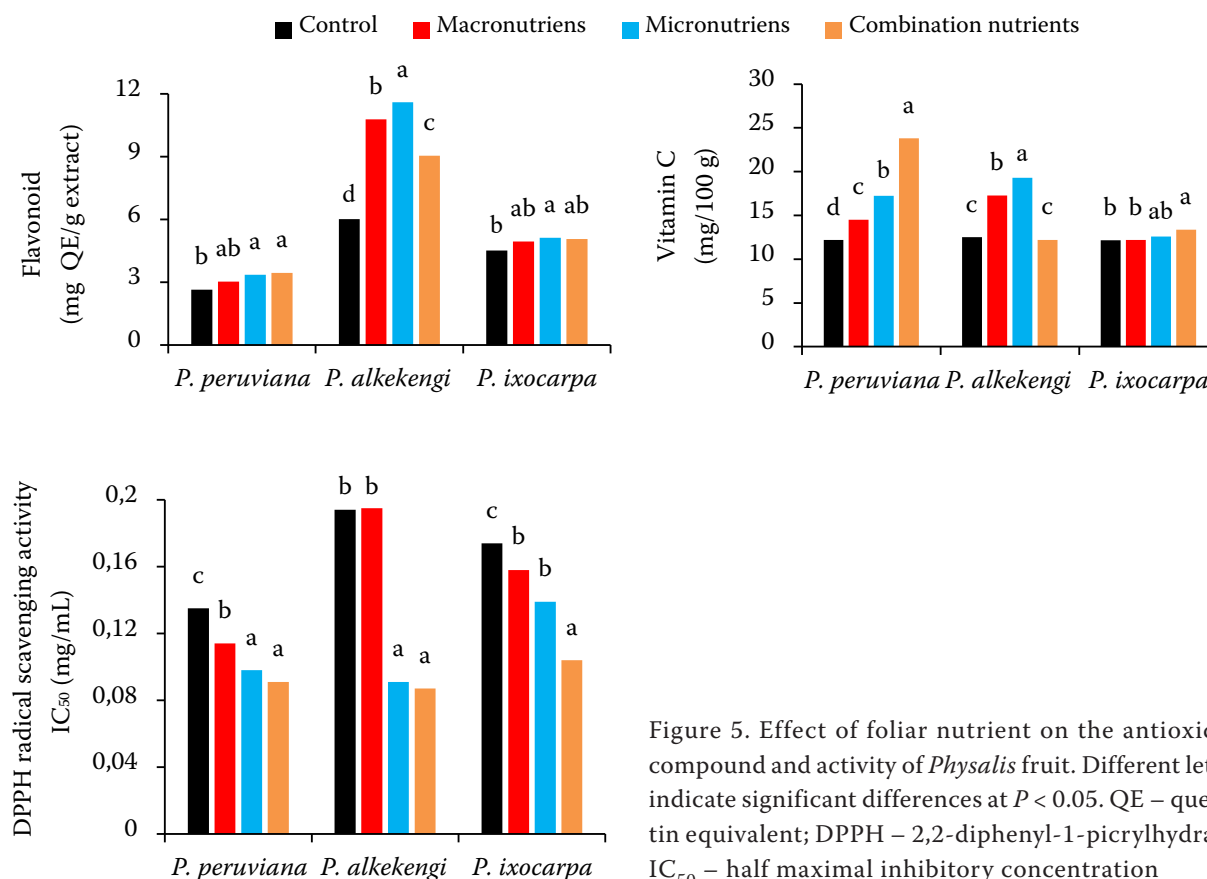 Control Macronutriens Micronutriens Combination nutrients
Flavonoid
(mg QE/g extract)
12
9
6
3
0
b ab a a
d b a c
b ab a ab
P. peruviana P. alkekengi P. ixocarpa
Vitamin C
(mg/100 g)
30
25
20
15
10
5
0
d c b a
c b a c
b b ab a
P. peruviana P. alkekengi P. ixocarpa
DPPH radical scavenging activity
IC₅₀ (mg/mL)
0,2
0,16
0,12
0,08
0,04
0
c b a a
b b a a
c b b a
P. peruviana P. alkekengi P. ixocarpa
Figure 5. Effect of foliar nutrient on the antioxid
compound and activity of Physalis fruit. Different let
indicate significant differences at P < 0.05. QE – que
tin equivalent; DPPH – 2,2-diphenyl-1-picrylhydra
IC₅₀ – half maximal inhibitory concentration